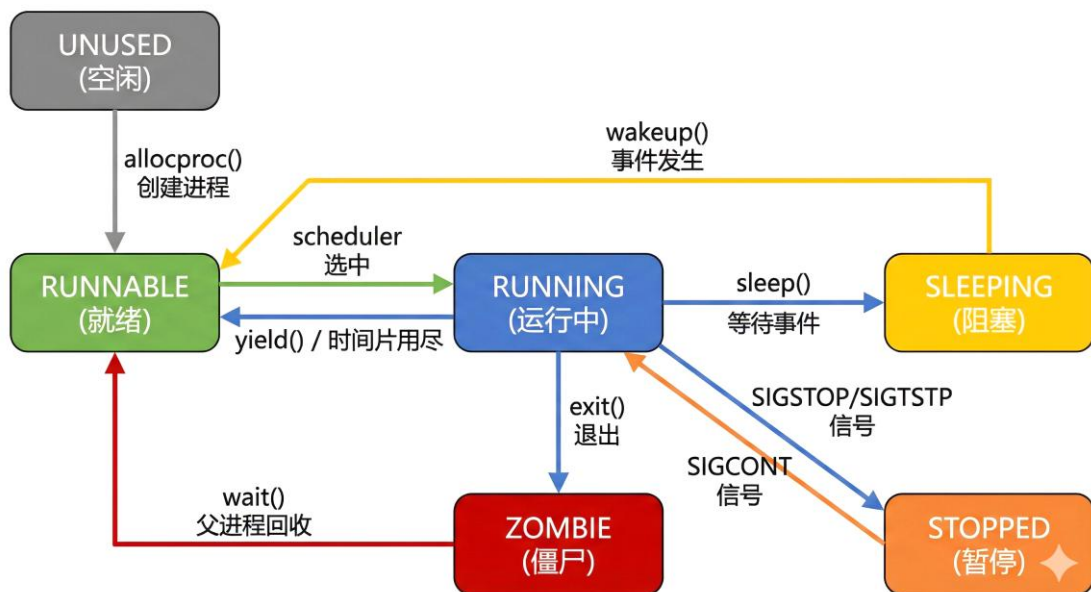 UNUSED
(空闲)
allocproc()
创建进程
wakeup()
事件发生
RUNNABLE
(就绪)
scheduler
选中
yield() / 时间片用尽
RUNNING
(运行中)
sleep()
等待事件
SLEEPING
(阻塞)
exit()
退出
SIGSTOP/SIGTSTP
信号
SIGCONT
信号
wait()
父进程回收
ZOMBIE
(僵尸)
STOPPED
(暂停)